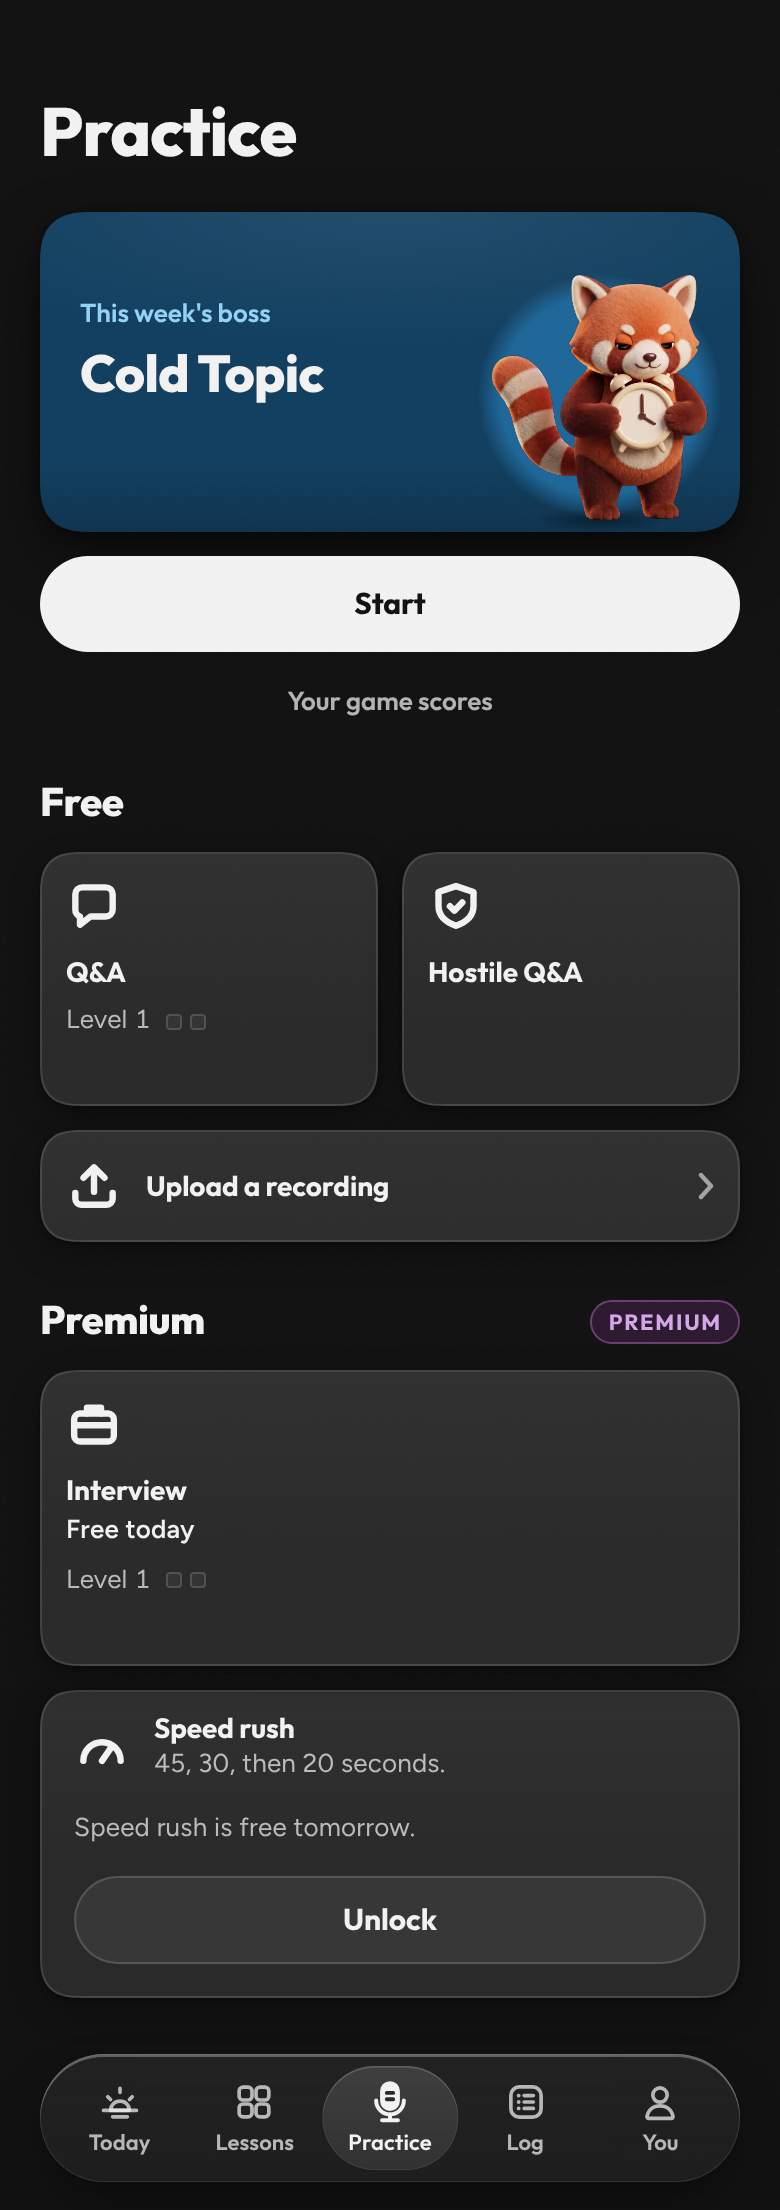 Practice
This week's boss
Cold Topic
Start
Your game scores
Free
Q&A
Level 1
Hostile Q&A
Upload a recording
Premium
PREMIUM
Interview
Free today
Level 1
Speed rush
45, 30, then 20 seconds.
Speed rush is free tomorrow.
Unlock
Today
Lessons
Practice
Log
You